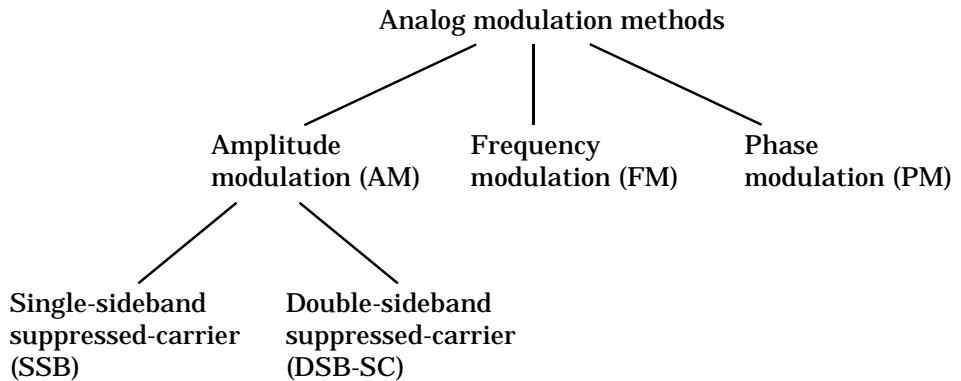 Analog modulation methods
Amplitude
modulation (AM)
Frequency
modulation (FM)
Phase
modulation (PM)
Single-sideband
suppressed-carrier
(SSB)
Double-sideband
suppressed-carrier
(DSB-SC)